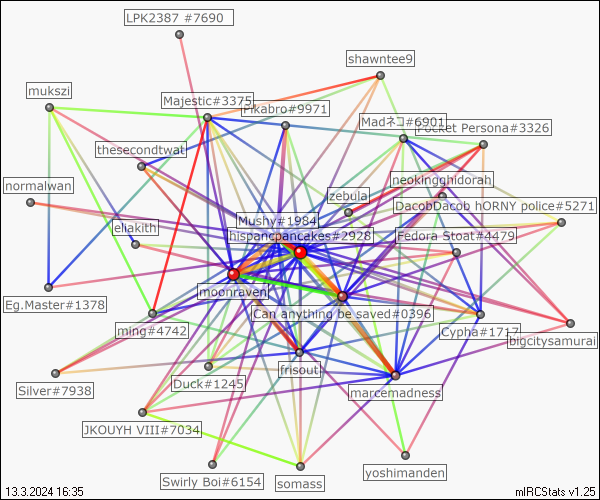 LPK2387 #7690
shawntee9
mukszi
Majestic#3375
Pikabro#9971
Madネコ#6901
Pocket Persona#3326
thesecondtwat
neokingghidorah
normalwan
zebula
DacobDacob hORNY police#5271
Mushy#1984
elhakith
hispancpancakes#2928
Fedora Stoat#4479
moonraven
Eg.Master#1378
Can anything be saved#0396
ming#4742
Cypha#1717
bigcitysamurai
frisouti
Silver#7938
Duck#1245
marcemadness
JKOUYH VIII#7034
yoshimanden
Swirly Boi#6154
somass
13.3.2024 16:35
mIRCStats v1.25